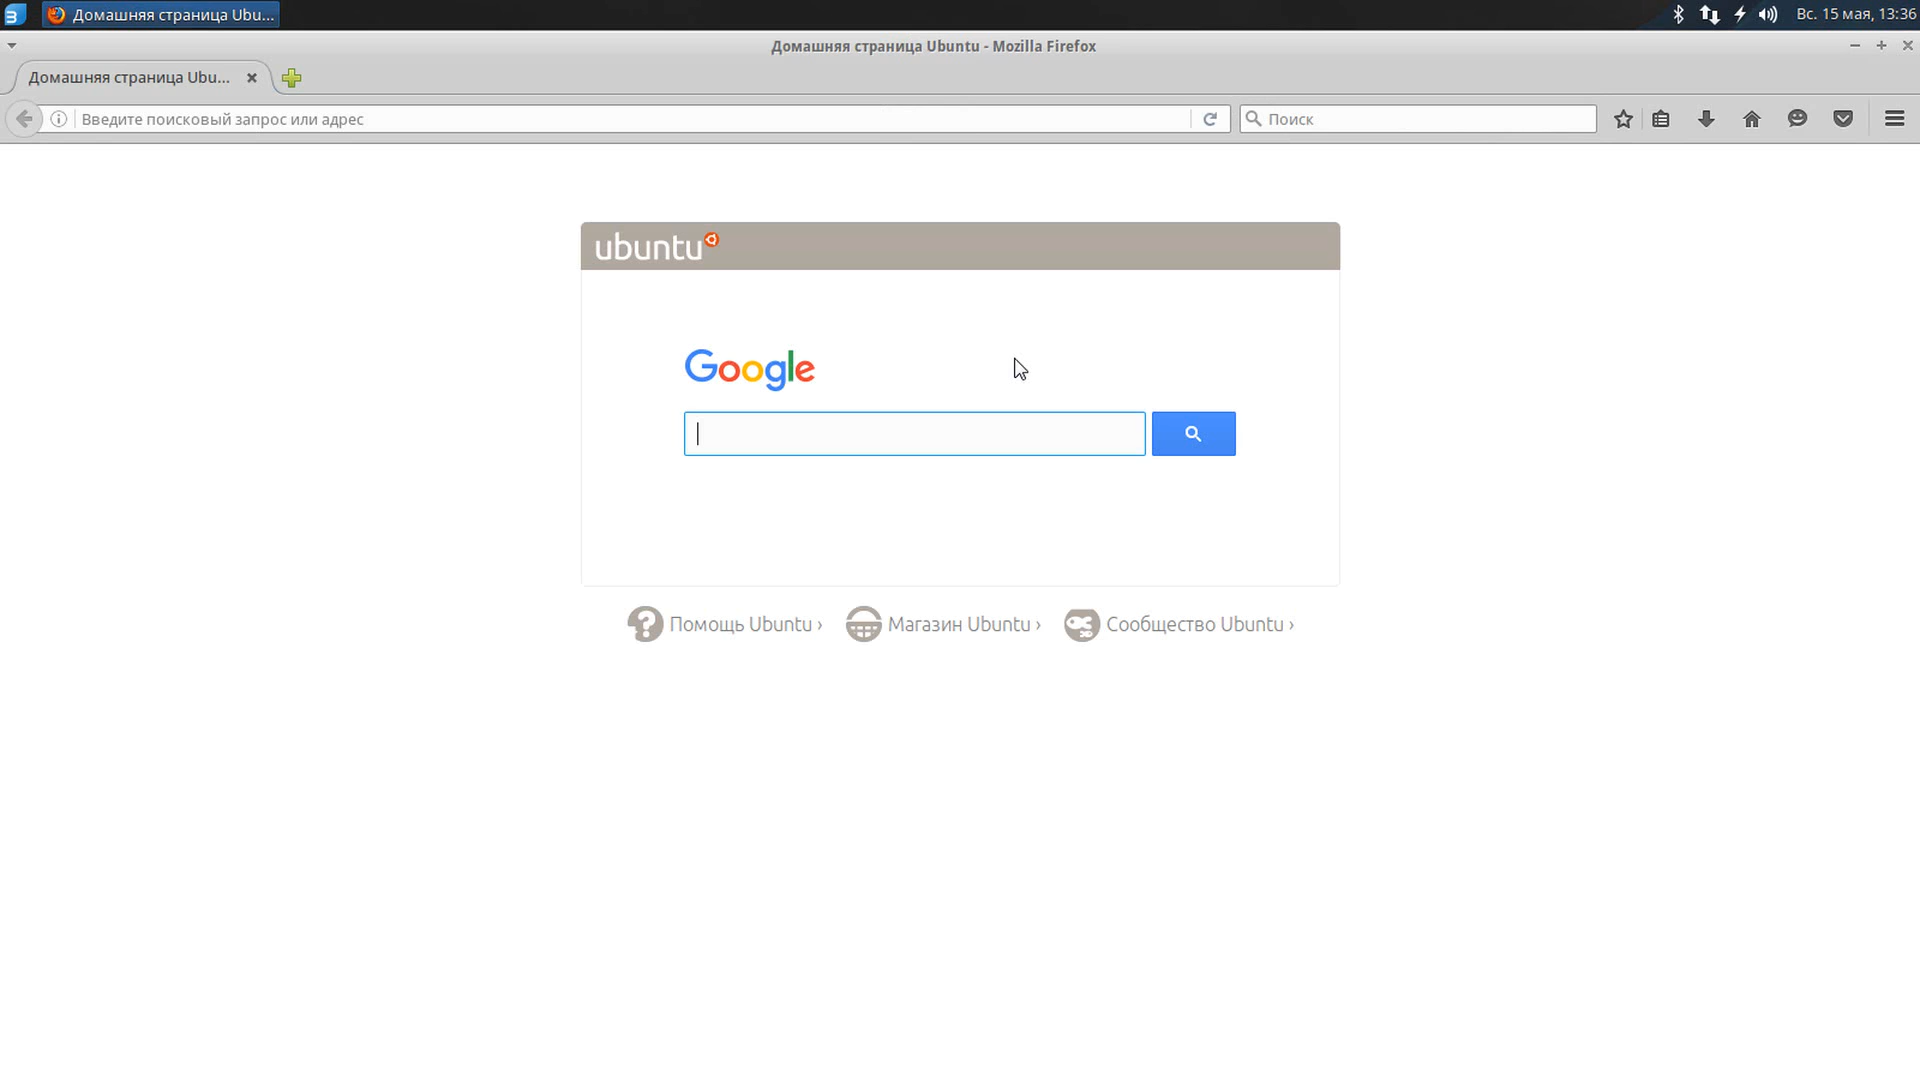 Домашняя страница Ubu...
Вс. 15 мая, 13:36
Домашняя страница Ubuntu - Mozilla Firefox
Домашняя страница Ubu...
Введите поисковый запрос или адрес
Поиск
ubuntu
Google
Помощь Ubuntu ›
Магазин Ubuntu ›
Сообщество Ubuntu ›